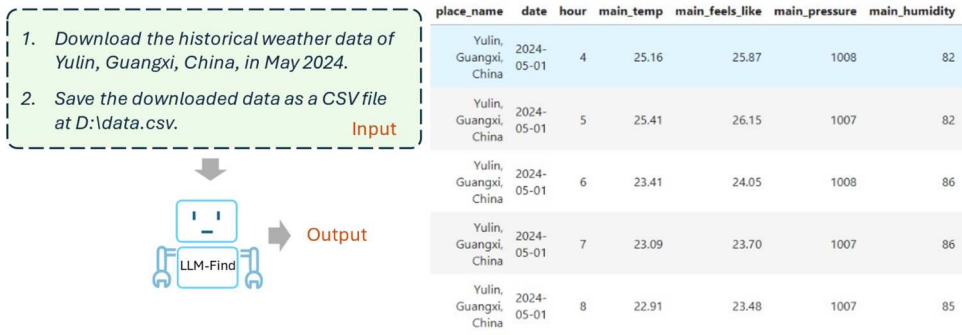 1. Download the historical weather data of
Yulin, Guangxi, China, in May 2024.
2. Save the downloaded data as a CSV file
at D:\data.csv.
Input
LLM-Find
Output
place_name date hour main_temp main_feels_like main_pressure main_humidity
Yulin,
Guangxi,
China
2024-
05-01
4 25.16 25.87 1008 82
Yulin,
Guangxi,
China
2024-
05-01
5 25.41 26.15 1007 82
Yulin,
Guangxi,
China
2024-
05-01
6 23.41 24.05 1008 86
Yulin,
Guangxi,
China
2024-
05-01
7 23.09 23.70 1007 86
Yulin,
Guangxi,
China
2024-
05-01
8 22.91 23.48 1007 85